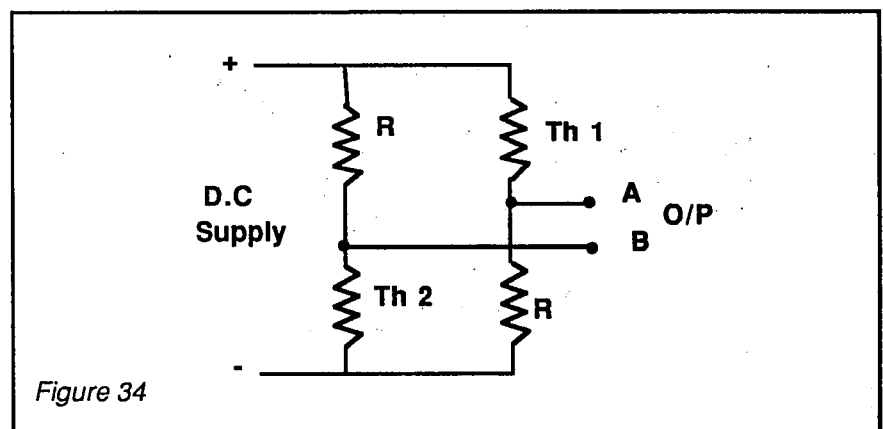 +
R
Th 1
D.C
Supply
A
O/P
B
Th 2
R
-
Figure 34